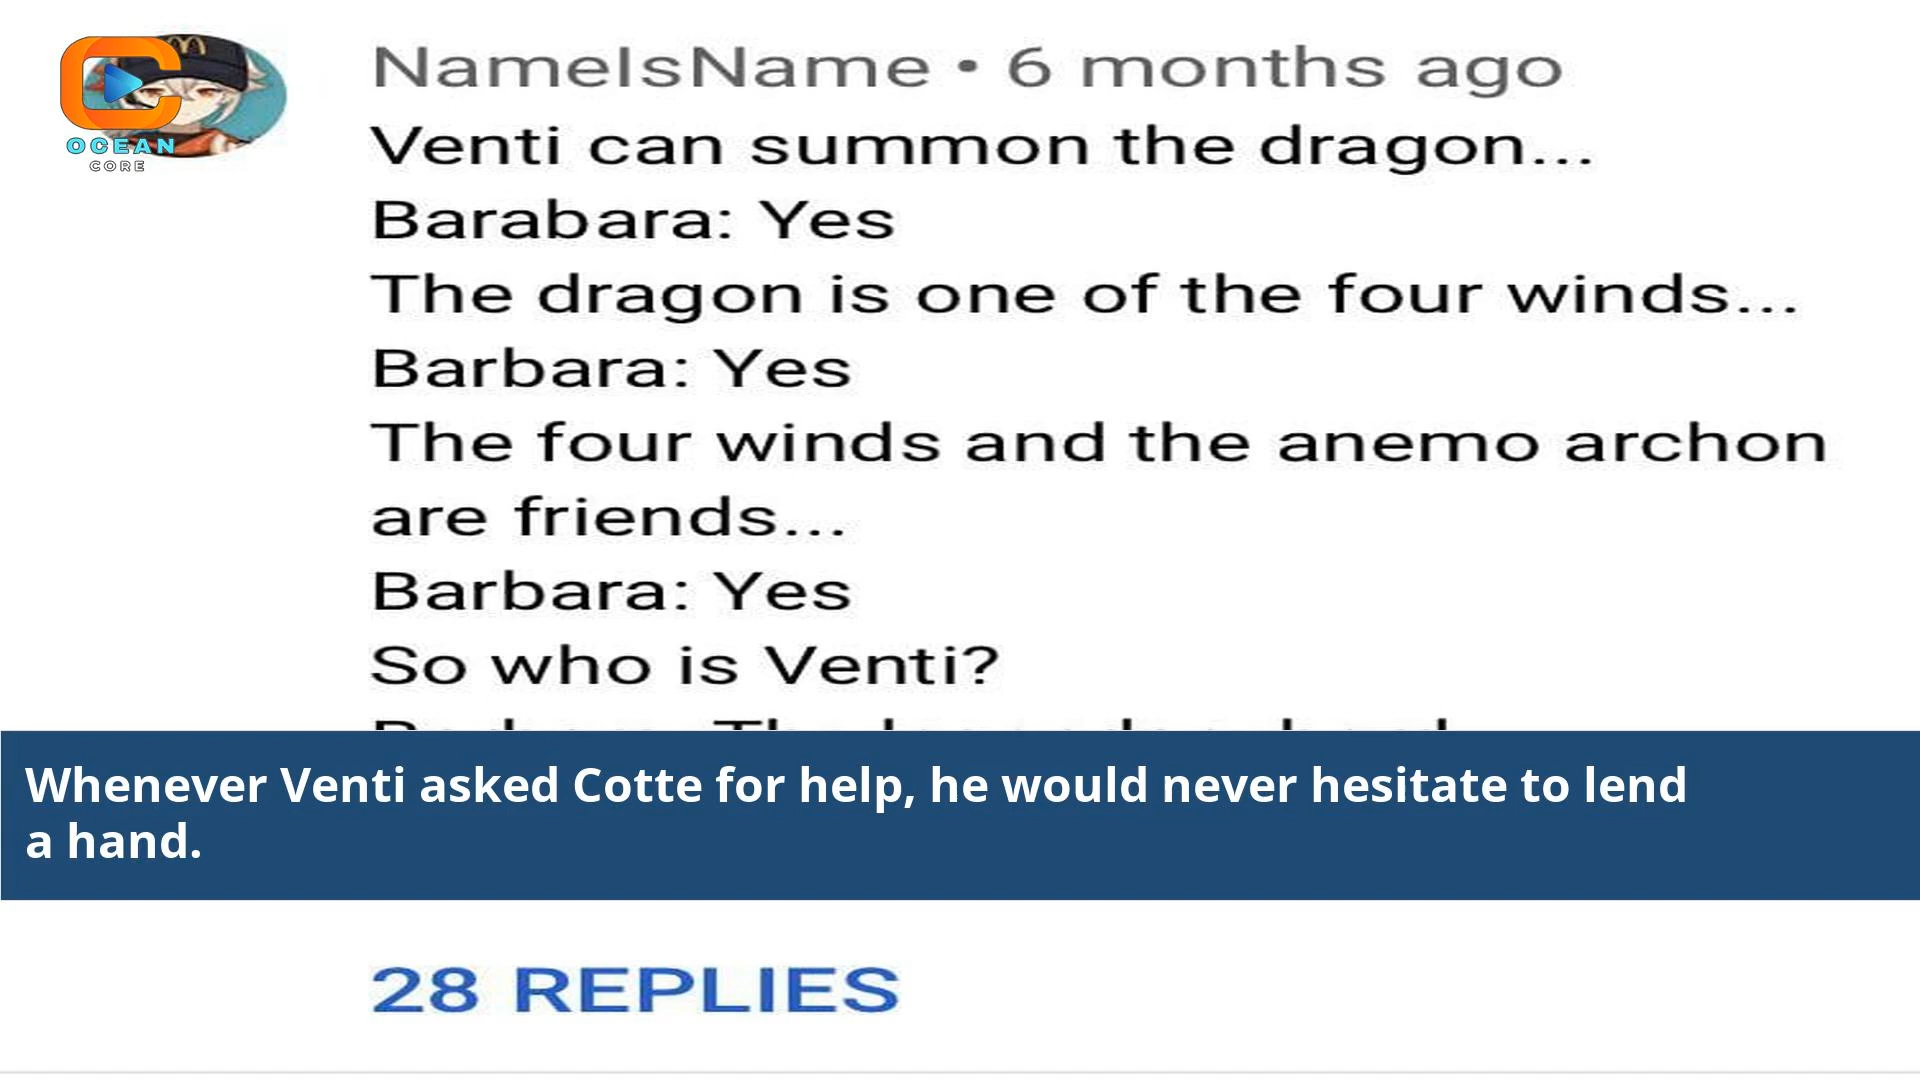 OCEAN
CORE
NameIsName • 6 months ago
Venti can summon the dragon...
Barabara: Yes
The dragon is one of the four winds...
Barbara: Yes
The four winds and the anemo archon
are friends...
Barbara: Yes
So who is Venti?
Whenever Venti asked Cotte for help, he would never hesitate to lend
a hand.
28 REPLIES